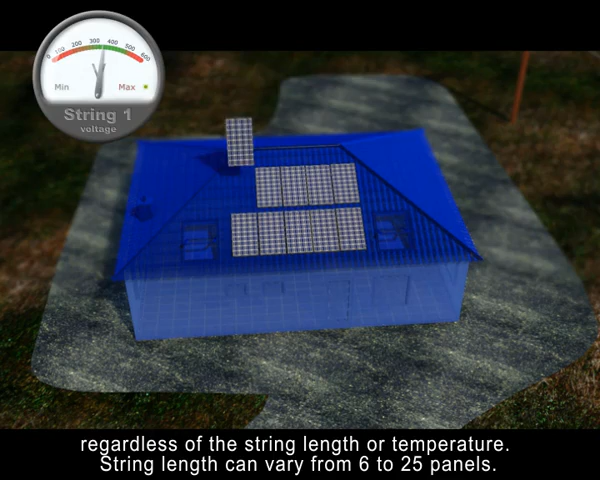 0 100 200 300 400 500 600
Min Max
String 1
voltage
regardless of the string length or temperature.
String length can vary from 6 to 25 panels.